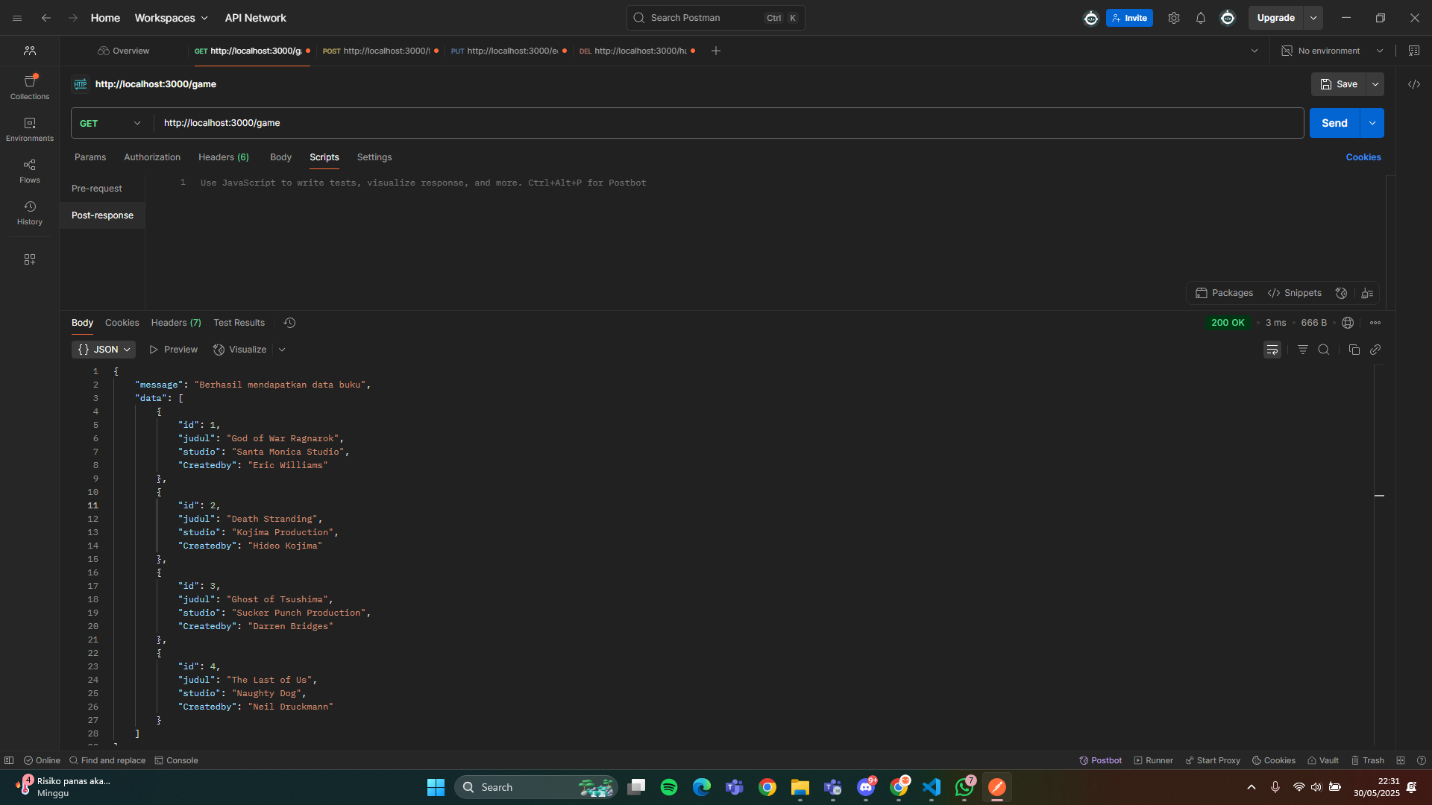 Home Workspaces API Network Search Postman Ctrl K Invite Upgrade
Overview GET http://localhost:3000/g. POST http://localhost:3000/ PUT http://localhost:3000/e DEL http://localhost:3000/h No environment
HTTP http://localhost:3000/game Save
GET http://localhost:3000/game Send
Params Authorization Headers (6) Body Scripts Settings Cookies
Collections
Environments
Flows
History
Pre-request
Post-response
1 Use JavaScript to write tests, visualize response, and more. Ctrl+Alt+P for Postbot
Packages Snippets
Body Cookies Headers (7) Test Results 200 OK • 3 ms • 666 B
{} JSON Preview Visualize
1 {
2 "message": "Berhasil mendapatkan data buku",
3 "data": [
4 {
5 "id": 1,
6 "judul": "God of War Ragnarok",
7 "studio": "Santa Monica Studio",
8 "Createdby": "Eric Williams"
9 },
10 {
11 "id": 2,
12 "judul": "Death Stranding",
13 "studio": "Kojima Production",
14 "Createdby": "Hideo Kojima"
15 },
16 {
17 "id": 3,
18 "judul": "Ghost of Tsushima",
19 "studio": "Sucker Punch Production",
20 "Createdby": "Darren Bridges"
21 },
22 {
23 "id": 4,
24 "judul": "The Last of Us",
25 "studio": "Naughty Dog",
26 "Createdby": "Neil Druckmann"
27 }
28 ]
Online Find and replace Console Postbot Runner Start Proxy Cookies Vault Trash
4 Risiko panas aka...
Minggu
Search
9+
7
22:31
30/05/2025